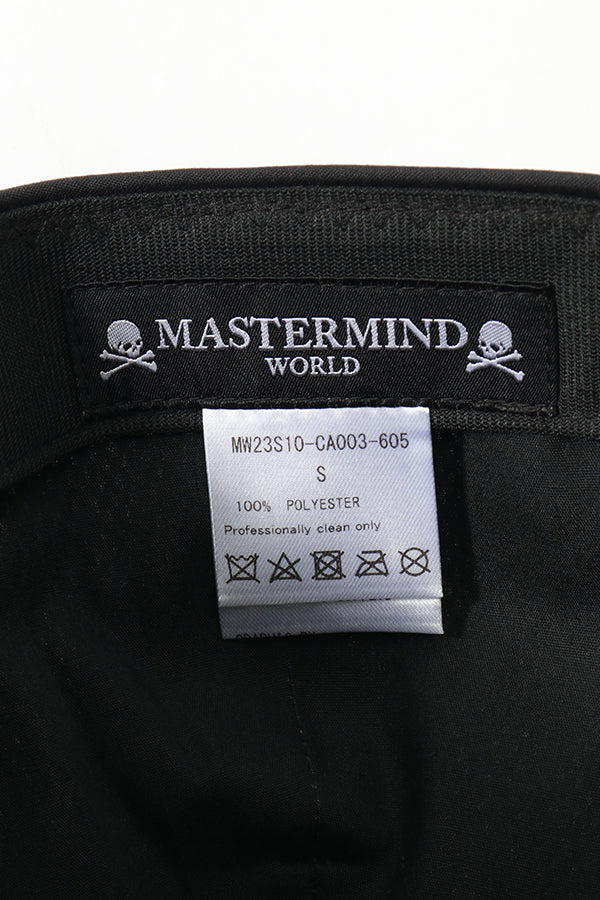 MASTERMIND
WORLD
MW23S10-CA003-605
S
100% POLYESTER
Professionally clean only